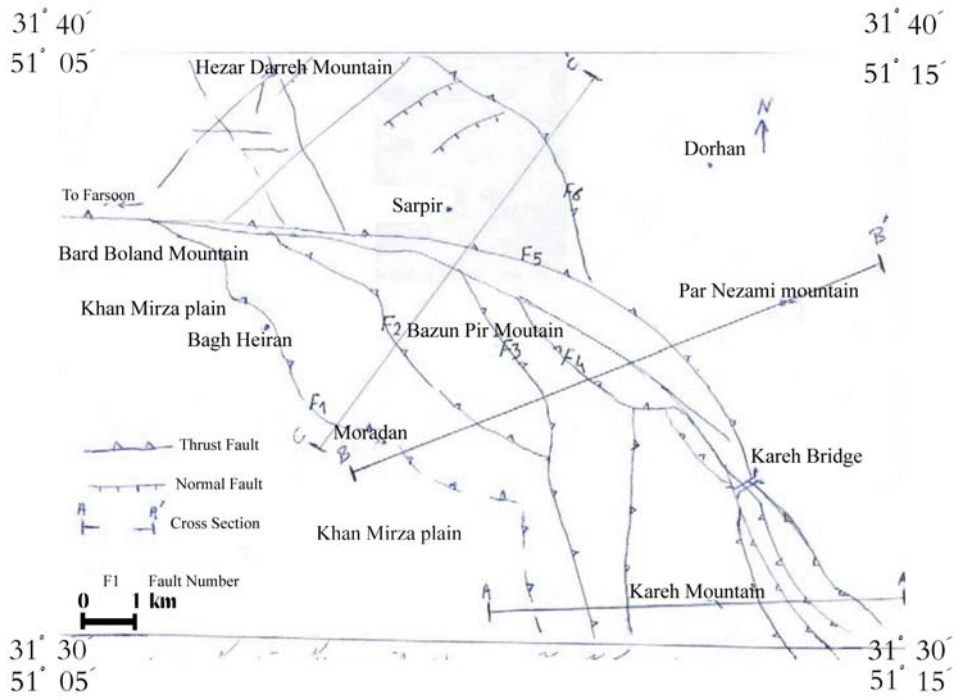 31° 40′
51° 05′
31° 40′
51° 15′
Hezar Darreh Mountain
C′
N
Dorhan
To Farsoon
Sarpir
F6
B′
Bard Boland Mountain
F5
Par Nezami mountain
Khan Mirza plain
Bagh Heiran
F2
Bazun Pir Moutain
F3
F4
F1
C
Moradan
B
Kareh Bridge
Thrust Fault
Normal Fault
A A′
Cross Section
Khan Mirza plain
F1 Fault Number
0 1 km
A
Kareh Mountain
A
31° 30′
51° 05′
31° 30′
51° 15′